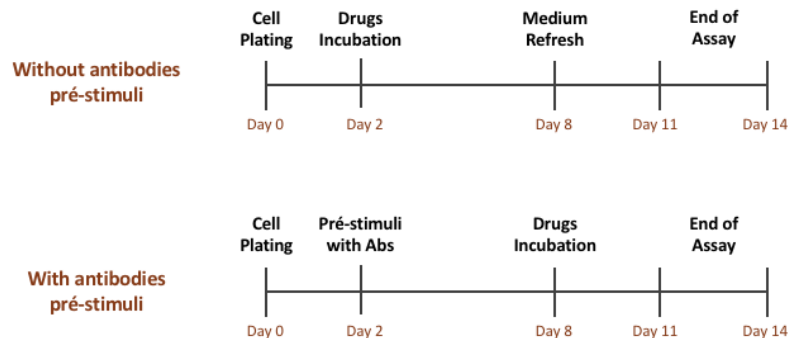 Cell Plating
Drugs Incubation
Medium Refresh
End of Assay
Without antibodies
pré-stimuli
Day 0
Day 2
Day 8
Day 11
Day 14
Cell Plating
Pré-stimuli with Abs
Drugs Incubation
End of Assay
With antibodies
pré-stimuli
Day 0
Day 2
Day 8
Day 11
Day 14